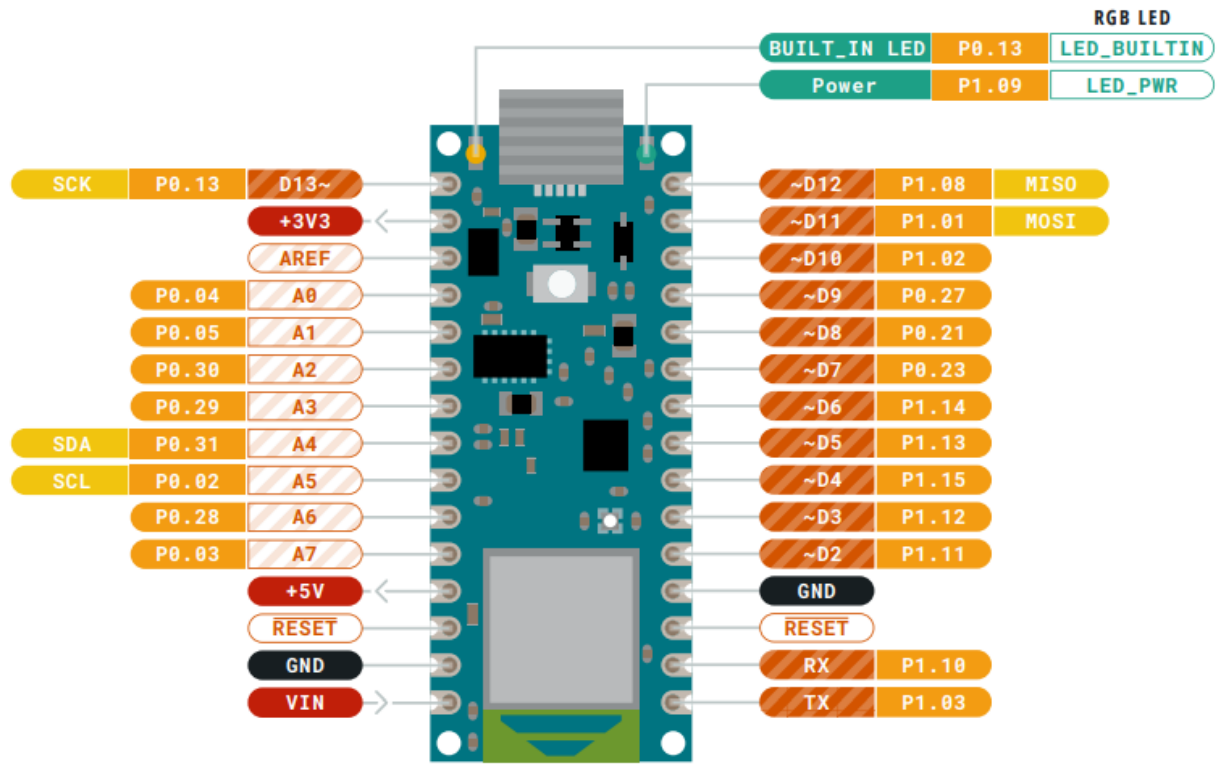 RGB LED
BUILT_IN LED P0.13 LED_BUILTIN
Power P1.09 LED_PWR
SCK P0.13 D13~
+3V3
AREF
P0.04 A0
P0.05 A1
P0.30 A2
P0.29 A3
SDA P0.31 A4
SCL P0.02 A5
P0.28 A6
P0.03 A7
+5V
RESET
GND
VIN
~D12 P1.08 MISO
~D11 P1.01 MOSI
~D10 P1.02
~D9 P0.27
~D8 P0.21
~D7 P0.23
~D6 P1.14
~D5 P1.13
~D4 P1.15
~D3 P1.12
~D2 P1.11
GND
RESET
RX P1.10
TX P1.03